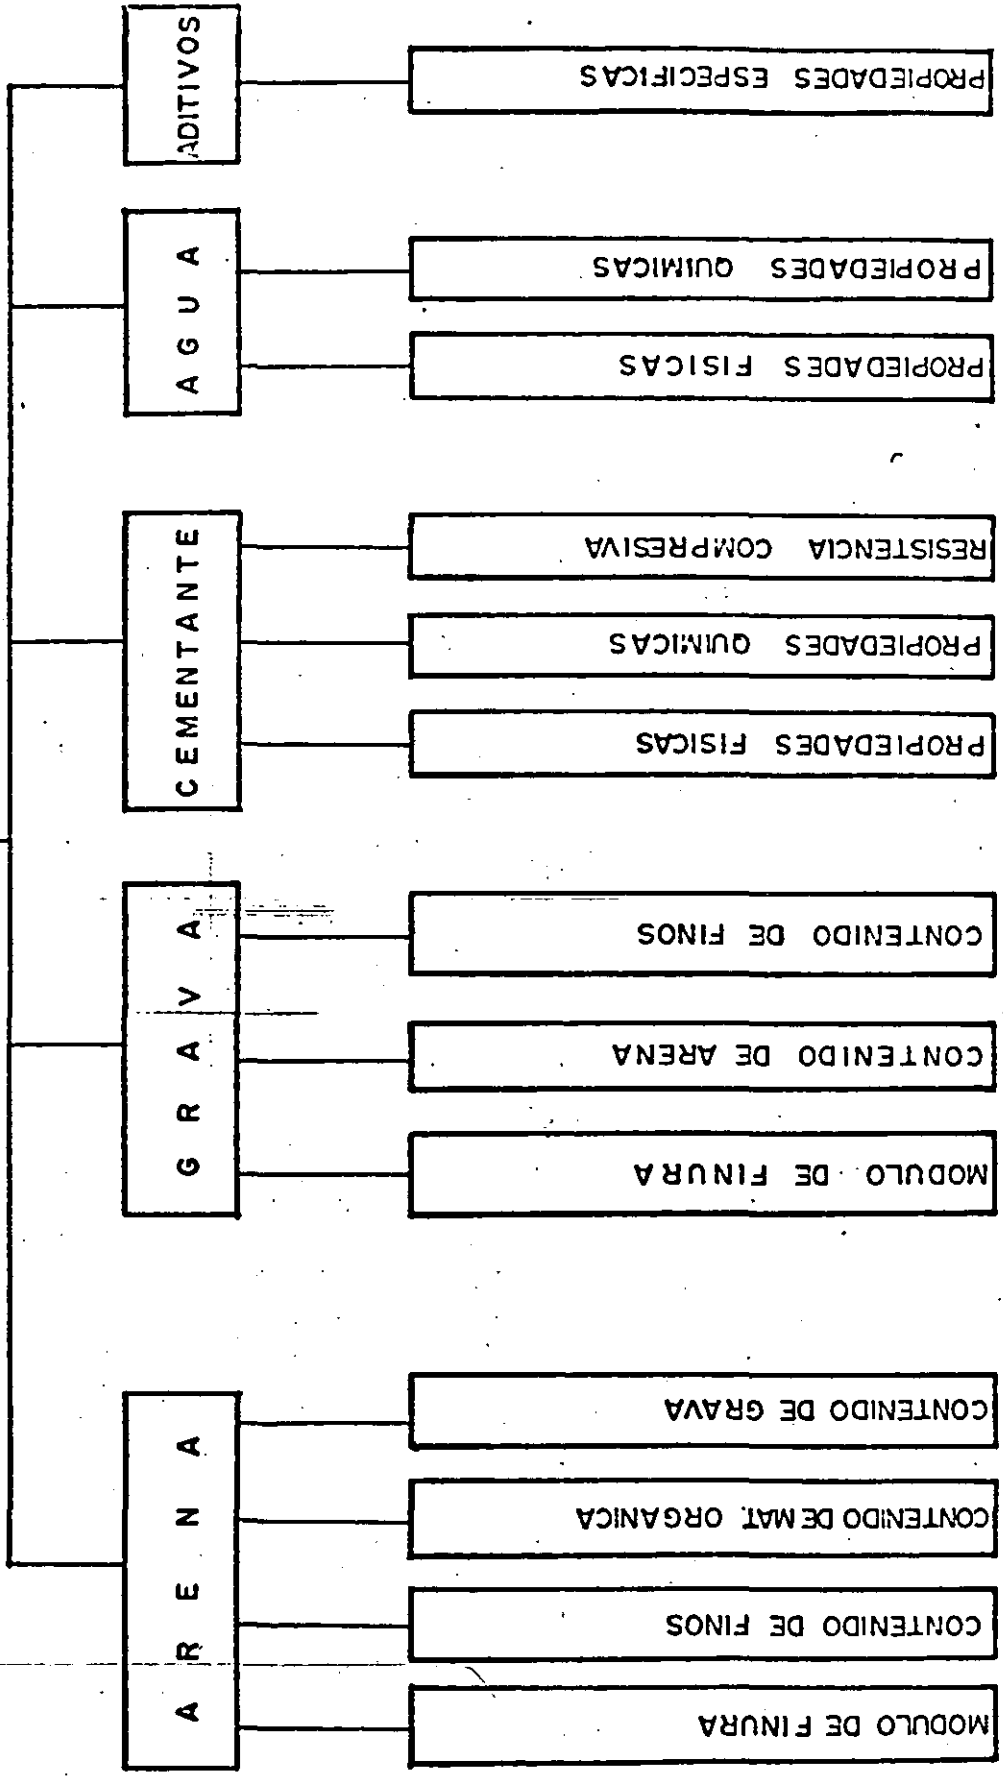 ARENA
MODULO DE FINURA
CONTENIDO DE FINOS
CONTENIDO DE MAT. ORGANICA
CONTENIDO DE GRAVA
GRAVA
MODULO DE FINURA
CONTENIDO DE ARENA
CONTENIDO DE FINOS
CEMENTANTE
PROPIEDADES FISICAS
PROPIEDADES QUIMICAS
RESISTENCIA COMPRESIVA
AGUA
PROPIEDADES FISICAS
PROPIEDADES QUIMICAS
ADITIVOS
PROPIEDADES ESPECIFICAS